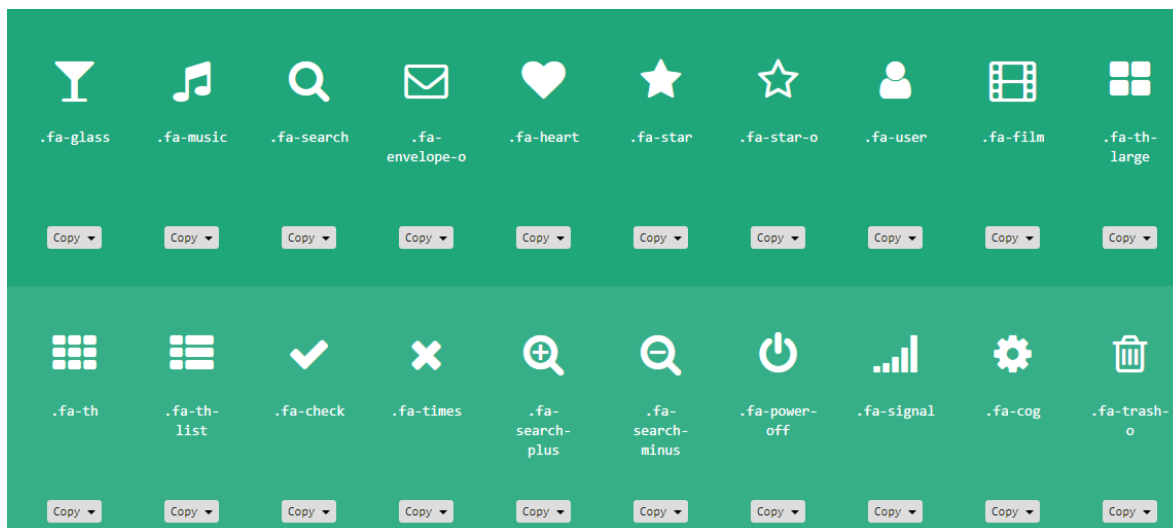 .fa-glass .fa-music .fa-search .fa- .fa-heart .fa-star .fa-star-o .fa-user .fa-film .fa-th-
envelope-o large
Copy Copy Copy Copy Copy Copy Copy Copy Copy Copy
.fa-th .fa-th- .fa-check .fa-times .fa- .fa- .fa-power- .fa-signal .fa-cog .fa-trash-
list search- search- off o
plus minus
Copy Copy Copy Copy Copy Copy Copy Copy Copy Copy